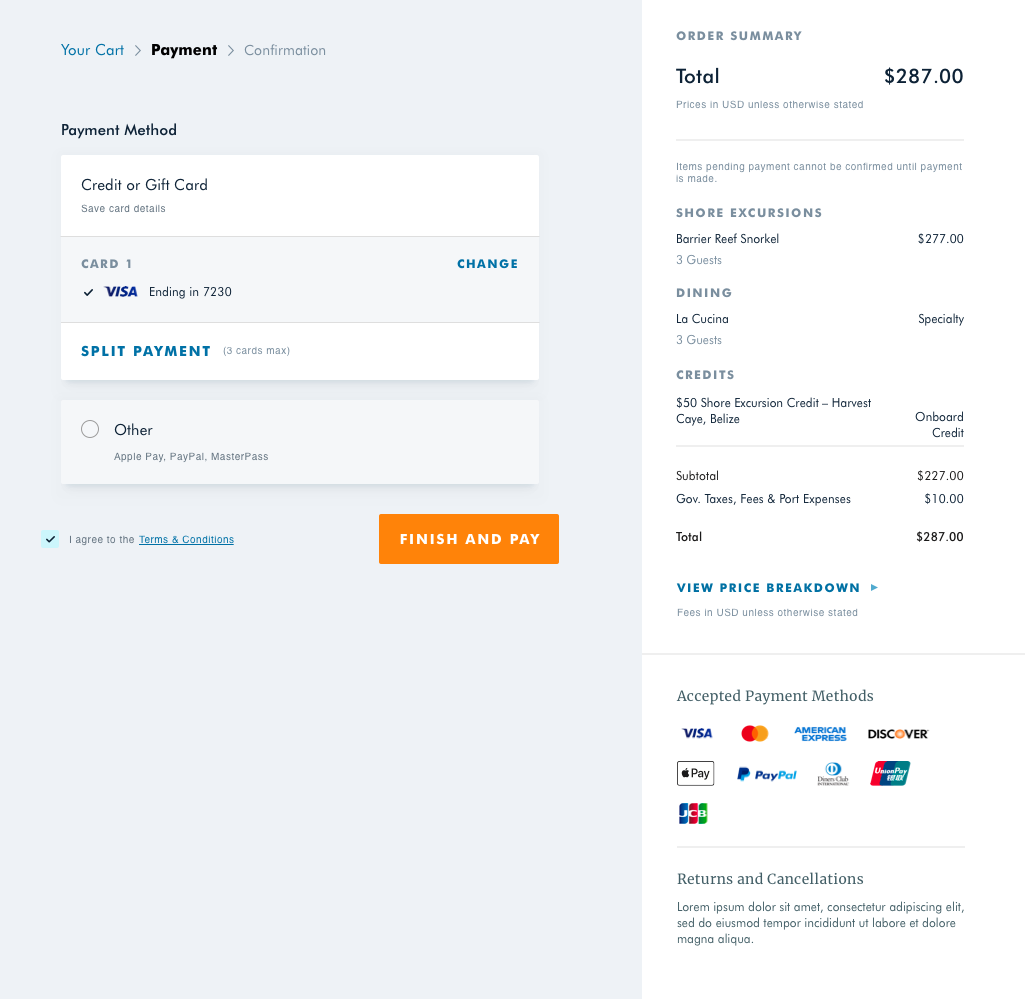 Your Cart > Payment > Confirmation
Payment Method
Credit or Gift Card
Save card details
CARD 1 CHANGE
VISA Ending in 7230
SPLIT PAYMENT (3 cards max)
Other
Apple Pay, PayPal, MasterPass
I agree to the Terms & Conditions
FINISH AND PAY
ORDER SUMMARY
Total $287.00
Prices in USD unless otherwise stated
Items pending payment cannot be confirmed until payment
is made.
SHORE EXCURSIONS
Barrier Reef Snorkel $277.00
3 Guests
DINING
La Cucina Specialty
3 Guests
CREDITS
$50 Shore Excursion Credit – Harvest
Caye, Belize Onboard
Credit
Subtotal $227.00
Gov. Taxes, Fees & Port Expenses $10.00
Total $287.00
VIEW PRICE BREAKDOWN
Fees in USD unless otherwise stated
Accepted Payment Methods
VISA AMERICAN EXPRESS DISCOVER
Pay PayPal Diners Club INTERNATIONAL UnionPay 银联
JCB
Returns and Cancellations
Lorem ipsum dolor sit amet, consectetur adipiscing elit,
sed do eiusmod tempor incididunt ut labore et dolore
magna aliqua.